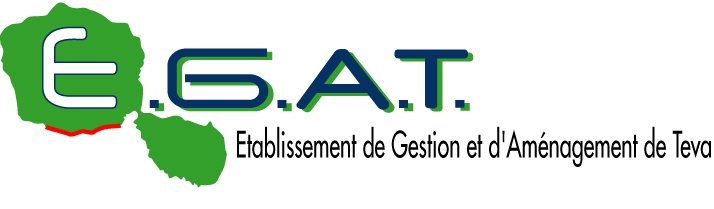 E.G.A.T.
Etablissement de Gestion et d'Aménagement de Teva